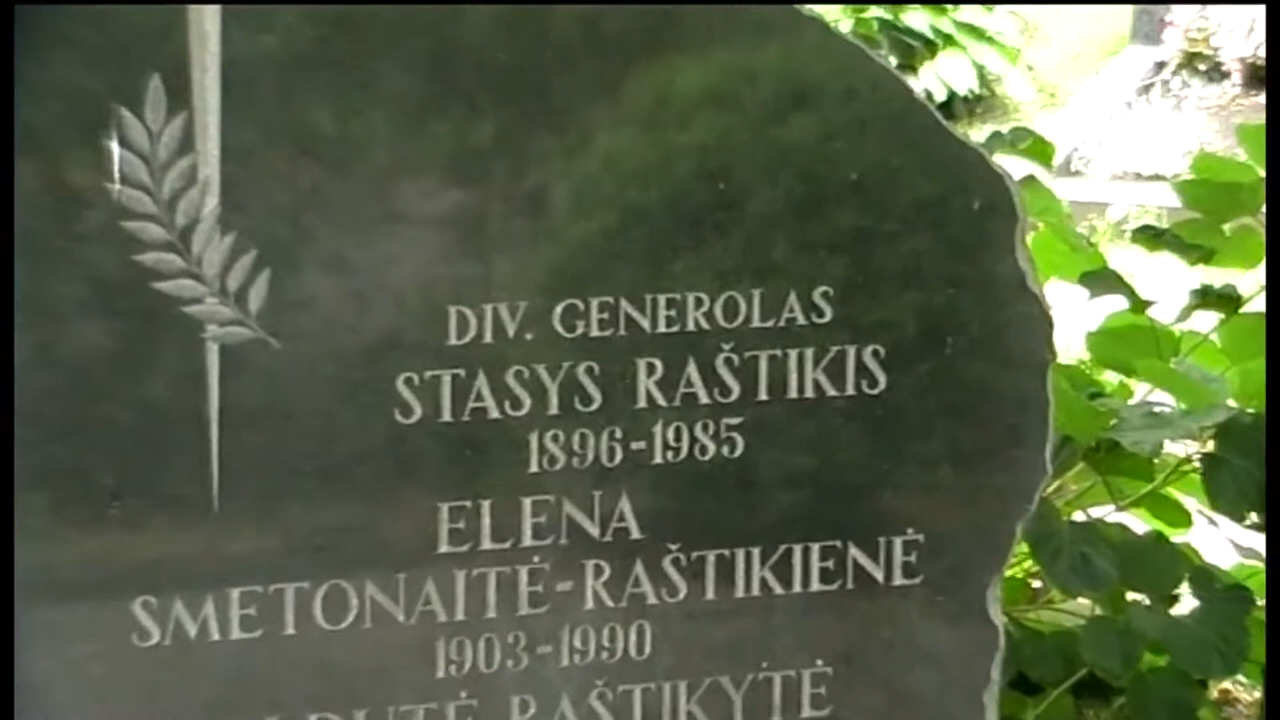 DIV. GENEROLAS
STASYS RAŠTIKIS
1896-1985
ELENA
SMETONAITĖ-RAŠTIKIENĖ
1903-1990
RAŠTIKYTĖ